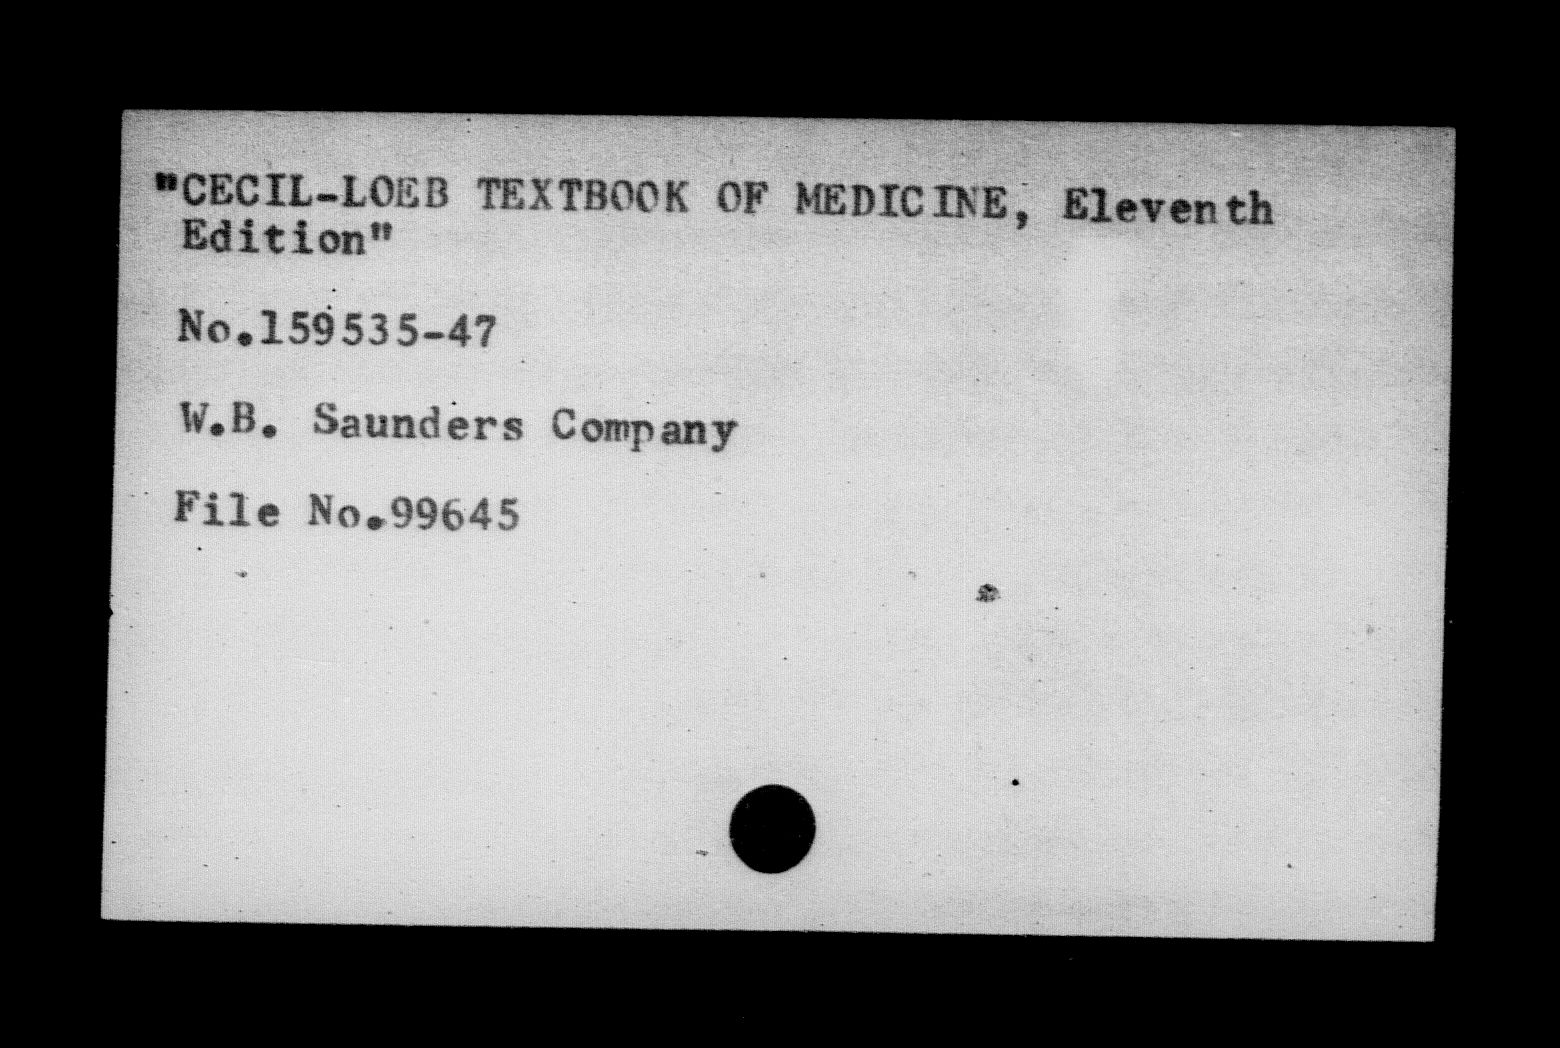 "CECIL-LOEB TEXTBOOK OF MEDICINE, Eleventh
Edition"
No.159535-47
W.B. Saunders Company
File No.99645